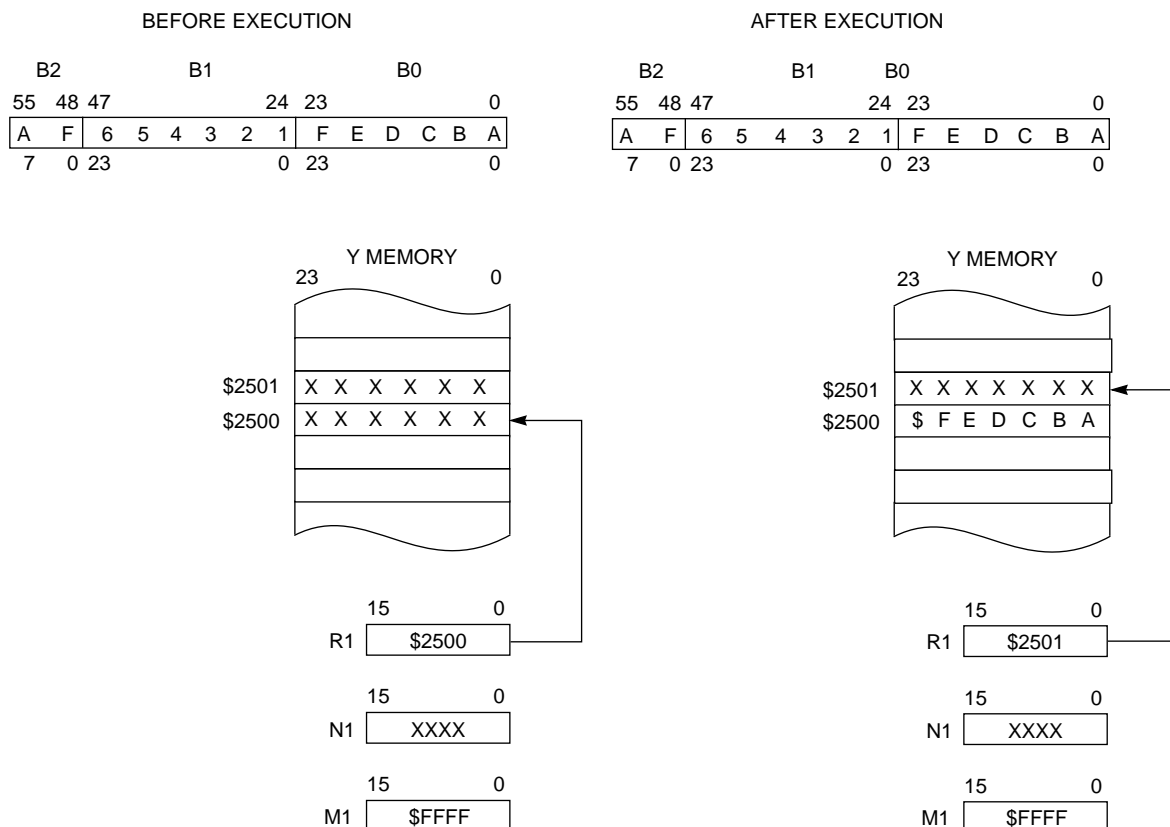 BEFORE EXECUTION
B2 B1 B0
55 48 47 24 23 0
A F 6 5 4 3 2 1 F E D C B A
7 0 23 0 23 0
Y MEMORY
23 0
$2501 X X X X X X
$2500 X X X X X X
15 0
R1 $2500
15 0
N1 XXXX
15 0
M1 $FFFF
AFTER EXECUTION
B2 B1 B0
55 48 47 24 23 0
A F 6 5 4 3 2 1 F E D C B A
7 0 23 0 23 0
Y MEMORY
23 0
$2501 X X X X X X X
$2500 $ F E D C B A
15 0
R1 $2501
15 0
N1 XXXX
15 0
M1 $FFFF